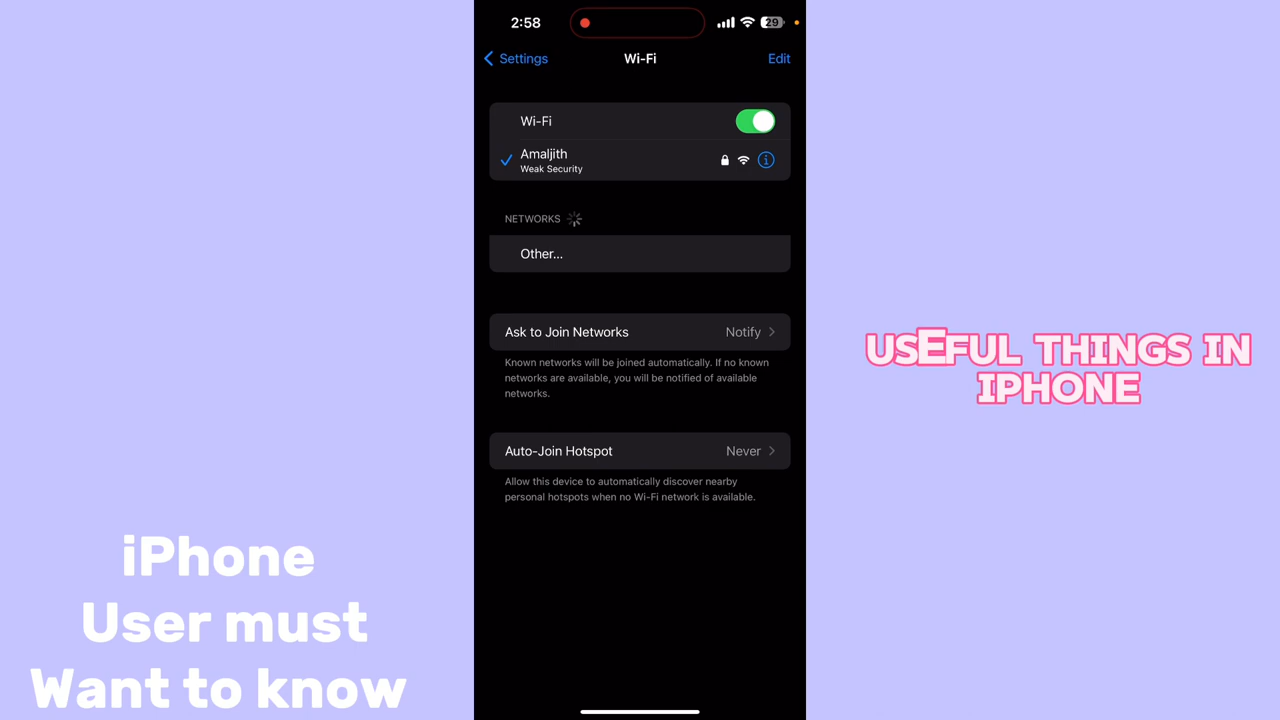 2:58
29
Settings
Wi-Fi
Edit
Wi-Fi
Amaljith
Weak Security
NETWORKS
Other...
Ask to Join Networks
Notify
Known networks will be joined automatically. If no known
networks are available, you will be notified of available
networks.
Auto-Join Hotspot
Never
Allow this device to automatically discover nearby
personal hotspots when no Wi-Fi network is available.
iPhone
User must
Want to know
USEFUL THINGS IN
IPHONE